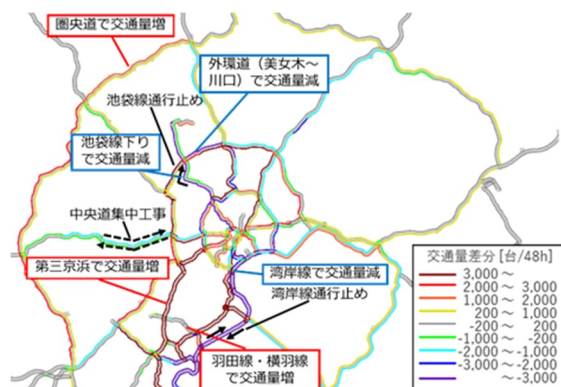 圏央道で交通量増
外環道（美女木～
川口）で交通量減
池袋線通行止め
池袋線下り
で交通量減
中央道集中工事
第三京浜で交通量増
湾岸線で交通量減
湾岸線通行止め
羽田線・横羽線
で交通量増
交通量差分 [台/48h]
3,000～
2,000～ 3,000
1,000～ 2,000
200～ 1,000
-200～ 200
-1,000～ -200
-2,000～ -1,000
-3,000～ -2,000
～ -3,000